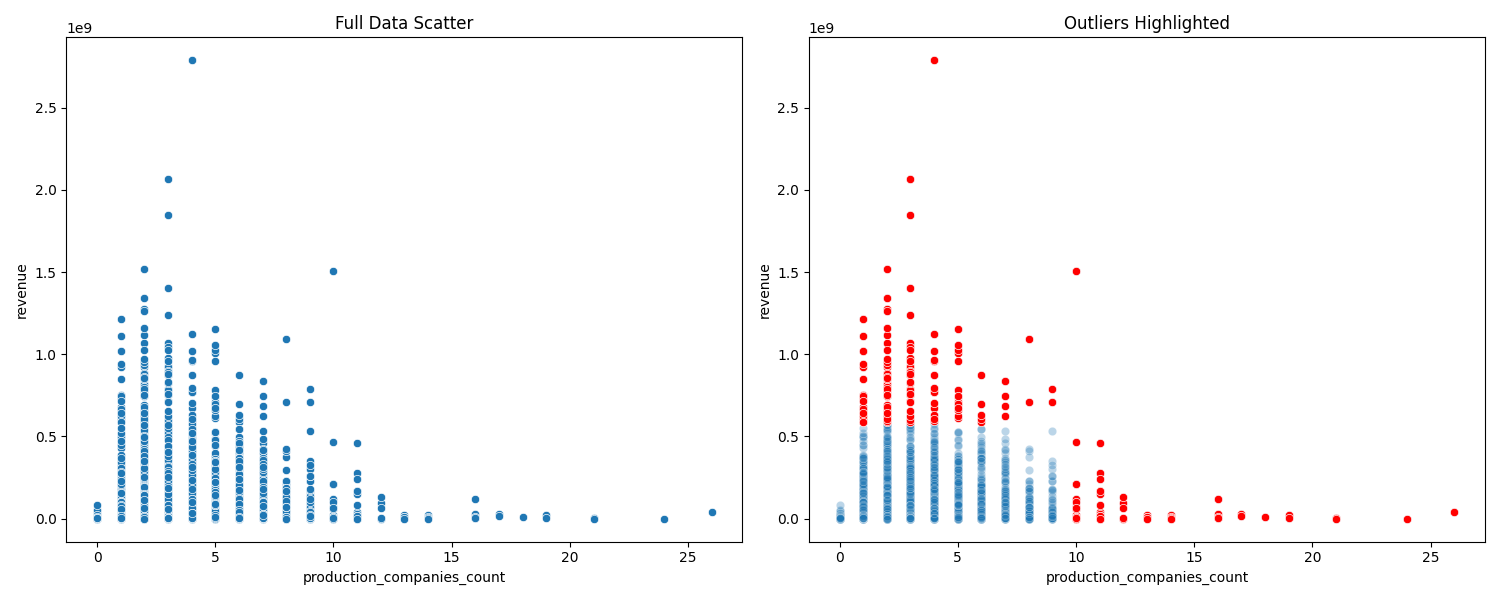 Full Data Scatter
1e9
2.5
2.0
1.5
1.0
0.5
0.0
revenue
0 5 10 15 20 25
production_companies_count
Outliers Highlighted
1e9
2.5
2.0
1.5
1.0
0.5
0.0
revenue
0 5 10 15 20 25
production_companies_count